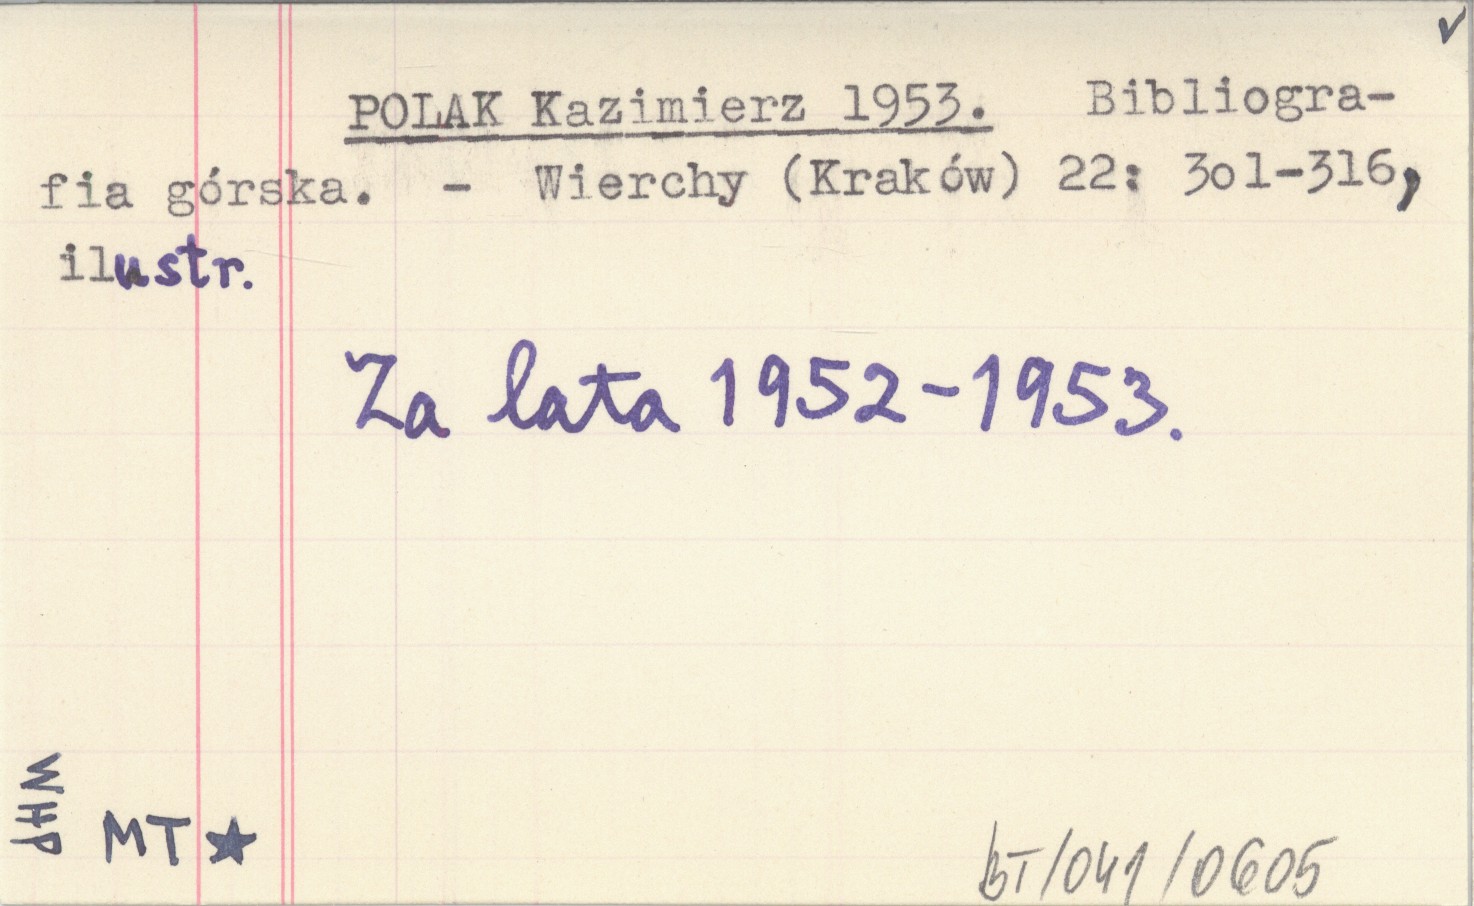 ✓
POLAK Kazimierz 1953. Bibliogra-
fia górska. - Wierchy (Kraków) 22: 3o1-316,
ilustr.
Za lata 1952-1953.
WHP
MT ★
BT/041/0605